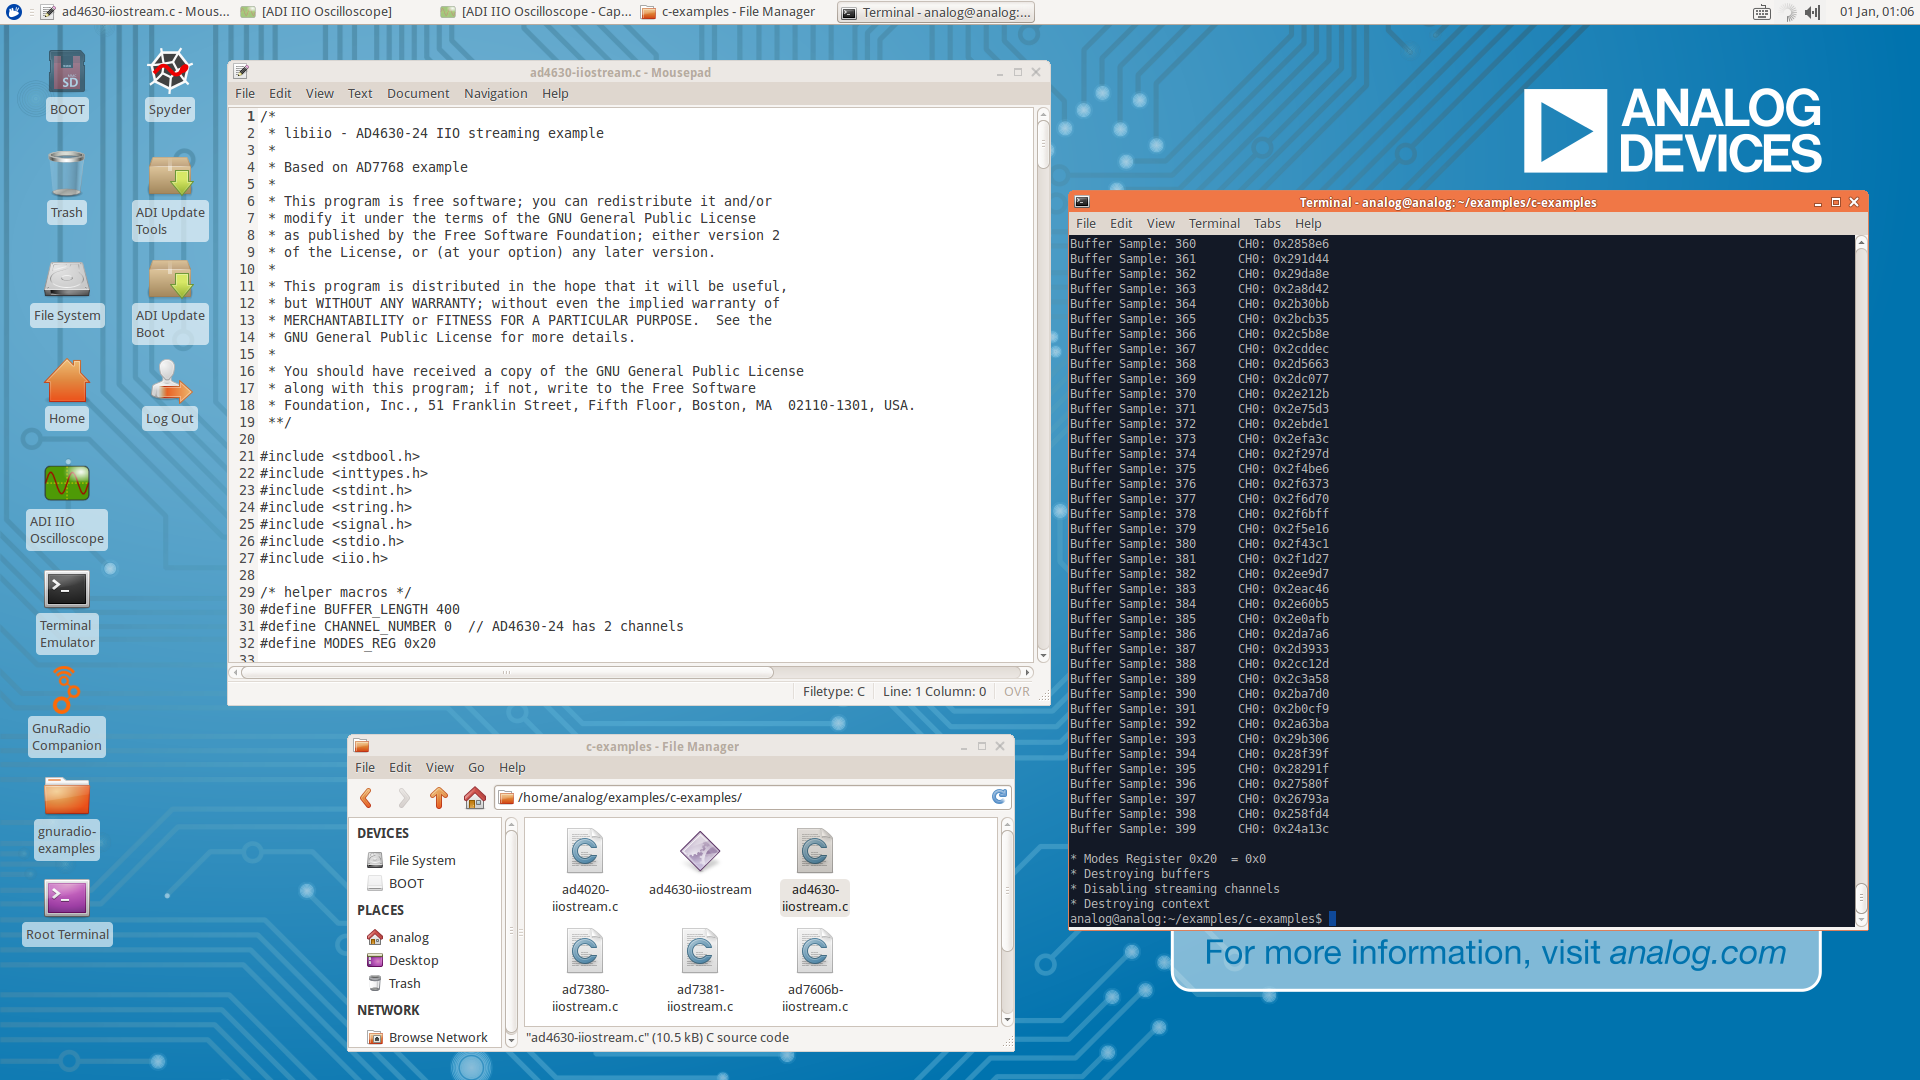 ad4630-iiostream.c - Mous...
[ADI IIO Oscilloscope]
[ADI IIO Oscilloscope - Cap...
c-examples - File Manager
Terminal - analog@analog:...
01 Jan, 01:06
SD
BOOT
Spyder
Trash
ADI Update
Tools
File System
ADI Update
Boot
Home
Log Out
ADI IIO
Oscilloscope
Terminal
Emulator
GnuRadio
Companion
gnuradio-
examples
Root Terminal
ad4630-iiostream.c - Mousepad
File Edit View Text Document Navigation Help
1 /*
2  * libiio - AD4630-24 IIO streaming example
3  *
4  * Based on AD7768 example
5  *
6  * This program is free software; you can redistribute it and/or
7  * modify it under the terms of the GNU General Public License
8  * as published by the Free Software Foundation; either version 2
9  * of the License, or (at your option) any later version.
10  *
11  * This program is distributed in the hope that it will be useful,
12  * but WITHOUT ANY WARRANTY; without even the implied warranty of
13  * MERCHANTABILITY or FITNESS FOR A PARTICULAR PURPOSE.  See the
14  * GNU General Public License for more details.
15  *
16  * You should have received a copy of the GNU General Public License
17  * along with this program; if not, write to the Free Software
18  * Foundation, Inc., 51 Franklin Street, Fifth Floor, Boston, MA  02110-1301, USA.
19  **/
20
21 #include <stdbool.h>
22 #include <inttypes.h>
23 #include <stdint.h>
24 #include <string.h>
25 #include <signal.h>
26 #include <stdio.h>
27 #include <iio.h>
28
29 /* helper macros */
30 #define BUFFER_LENGTH 400
31 #define CHANNEL_NUMBER 0  // AD4630-24 has 2 channels
32 #define MODES_REG 0x20
33
Filetype: C
Line: 1 Column: 0
OVR
c-examples - File Manager
File Edit View Go Help
/home/analog/examples/c-examples/
DEVICES
File System
BOOT
PLACES
analog
Desktop
Trash
NETWORK
Browse Network
ad4020-
iiostream.c
ad4630-iiostream
ad4630-
iiostream.c
ad7380-
iiostream.c
ad7381-
iiostream.c
ad7606b-
iiostream.c
"ad4630-iiostream.c" (10.5 kB) C source code
ANALOG
DEVICES
Terminal - analog@analog: ~/examples/c-examples
File Edit View Terminal Tabs Help
Buffer Sample: 360      CH0: 0x2858e6
Buffer Sample: 361      CH0: 0x291d44
Buffer Sample: 362      CH0: 0x29da8e
Buffer Sample: 363      CH0: 0x2a8d42
Buffer Sample: 364      CH0: 0x2b30bb
Buffer Sample: 365      CH0: 0x2bcb35
Buffer Sample: 366      CH0: 0x2c5b8e
Buffer Sample: 367      CH0: 0x2cddec
Buffer Sample: 368      CH0: 0x2d5663
Buffer Sample: 369      CH0: 0x2dc077
Buffer Sample: 370      CH0: 0x2e212b
Buffer Sample: 371      CH0: 0x2e75d3
Buffer Sample: 372      CH0: 0x2ebde1
Buffer Sample: 373      CH0: 0x2efa3c
Buffer Sample: 374      CH0: 0x2f297d
Buffer Sample: 375      CH0: 0x2f4be6
Buffer Sample: 376      CH0: 0x2f6373
Buffer Sample: 377      CH0: 0x2f6d70
Buffer Sample: 378      CH0: 0x2f6bff
Buffer Sample: 379      CH0: 0x2f5e16
Buffer Sample: 380      CH0: 0x2f43c1
Buffer Sample: 381      CH0: 0x2f1d27
Buffer Sample: 382      CH0: 0x2ee9d7
Buffer Sample: 383      CH0: 0x2eac46
Buffer Sample: 384      CH0: 0x2e60b5
Buffer Sample: 385      CH0: 0x2e0afb
Buffer Sample: 386      CH0: 0x2da7a6
Buffer Sample: 387      CH0: 0x2d3933
Buffer Sample: 388      CH0: 0x2cc12d
Buffer Sample: 389      CH0: 0x2c3a58
Buffer Sample: 390      CH0: 0x2ba7d0
Buffer Sample: 391      CH0: 0x2b0cf9
Buffer Sample: 392      CH0: 0x2a63ba
Buffer Sample: 393      CH0: 0x29b306
Buffer Sample: 394      CH0: 0x28f39f
Buffer Sample: 395      CH0: 0x28291f
Buffer Sample: 396      CH0: 0x27580f
Buffer Sample: 397      CH0: 0x26793a
Buffer Sample: 398      CH0: 0x258fd4
Buffer Sample: 399      CH0: 0x24a13c
* Modes Register 0x20  = 0x0
* Destroying buffers
* Disabling streaming channels
* Destroying context
analog@analog:~/examples/c-examples$
For more information, visit analog.com